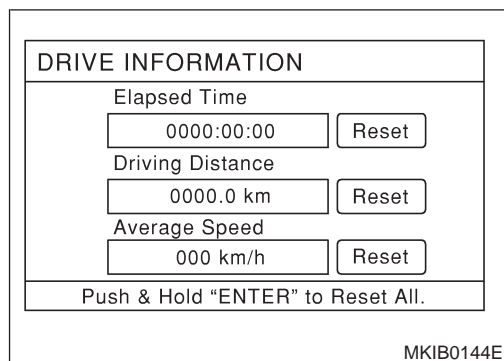 DRIVE INFORMATION
Elapsed Time
0000:00:00 Reset
Driving Distance
0000.0 km Reset
Average Speed
000 km/h Reset
Push & Hold “ENTER” to Reset All.
MKIB0144E